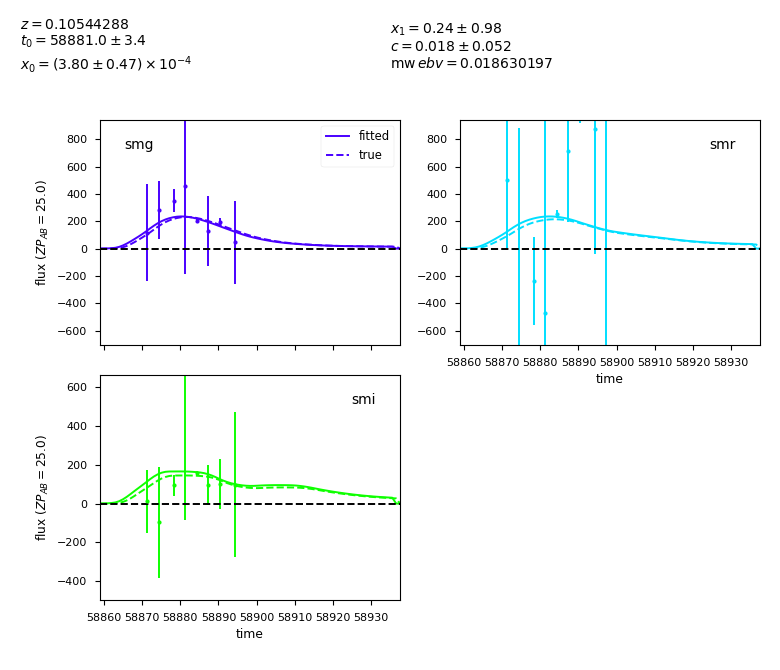 z = 0.10544288
t₀ = 58881.0 ± 3.4
x₀ = (3.80 ± 0.47) × 10⁻⁴
x₁ = 0.24 ± 0.98
c = 0.018 ± 0.052
mw ebv = 0.018630197
smg
fitted
true
800
600
400
200
0
−200
−400
−600
flux (ZP_AB = 25.0)
smr
800
600
400
200
0
−200
−400
−600
58860 58870 58880 58890 58900 58910 58920 58930
time
smi
600
400
200
0
−200
−400
flux (ZP_AB = 25.0)
58860 58870 58880 58890 58900 58910 58920 58930
time